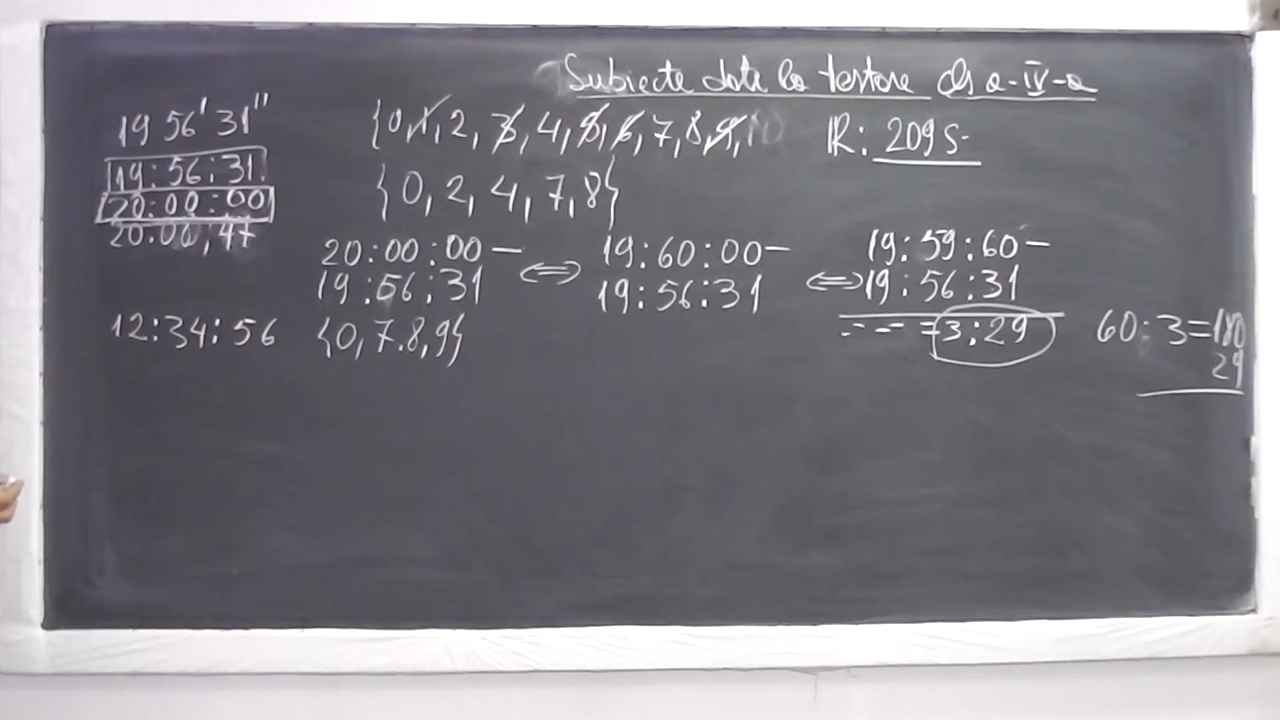 Subiecte date la testare cls a-IV-a
19 56' 31''
{0, 1, 2, 3, 4, 5, 6, 7, 8, 9, 10
R: 209 s.
19:56:31
{0, 2, 4, 7, 8}
20:00:00
20:00:47
20:00:00 – ⇔ 19:60:00 – ⇔ 19:59:60 –
19:56:31 19:56:31 19:56:31
12:34:56 {0, 7.8, 9}
-- -- = 3:29
60: 3=180
29